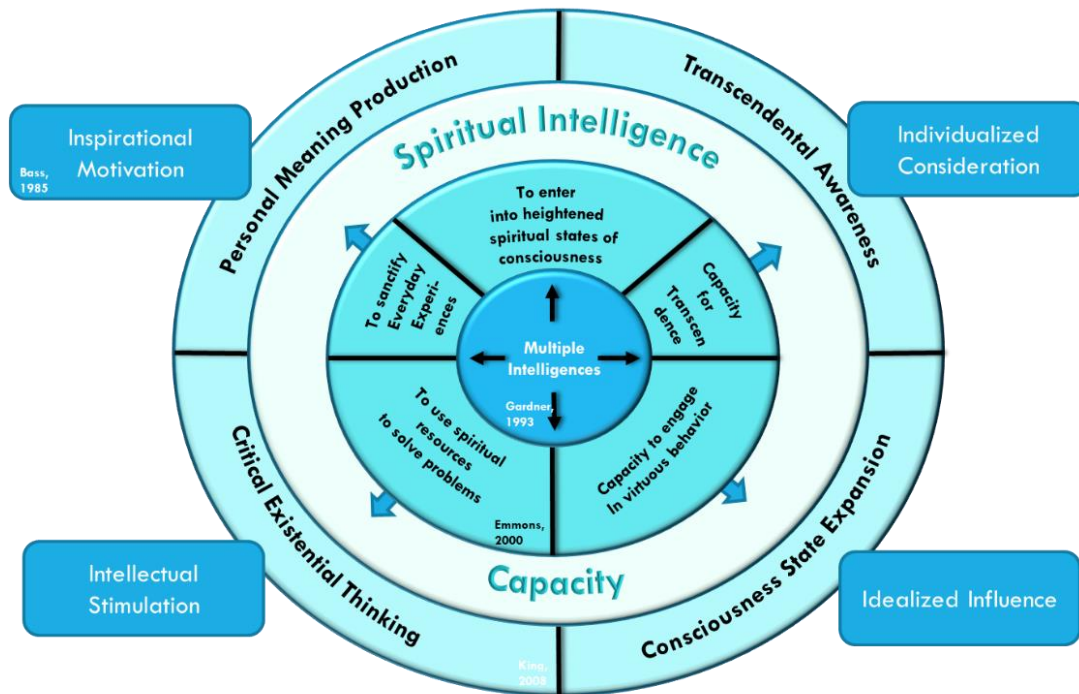 Inspirational
Motivation
Bass,
1985
Individualized
Consideration
Personal Meaning Production
Transcendental Awareness
Spiritual Intelligence
To enter
into heightened
spiritual states of
consciousness
To sanctify
Everyday
Experi-
ences
Capacity
for
Transcen
dence
Multiple
Intelligences
Gardner,
1993
To use spiritual
resources
to solve problems
Capacity to engage
In virtuous behavior
Emmons,
2000
Capacity
Critical Existential Thinking
Consciousness State Expansion
King,
2008
Intellectual
Stimulation
Idealized Influence